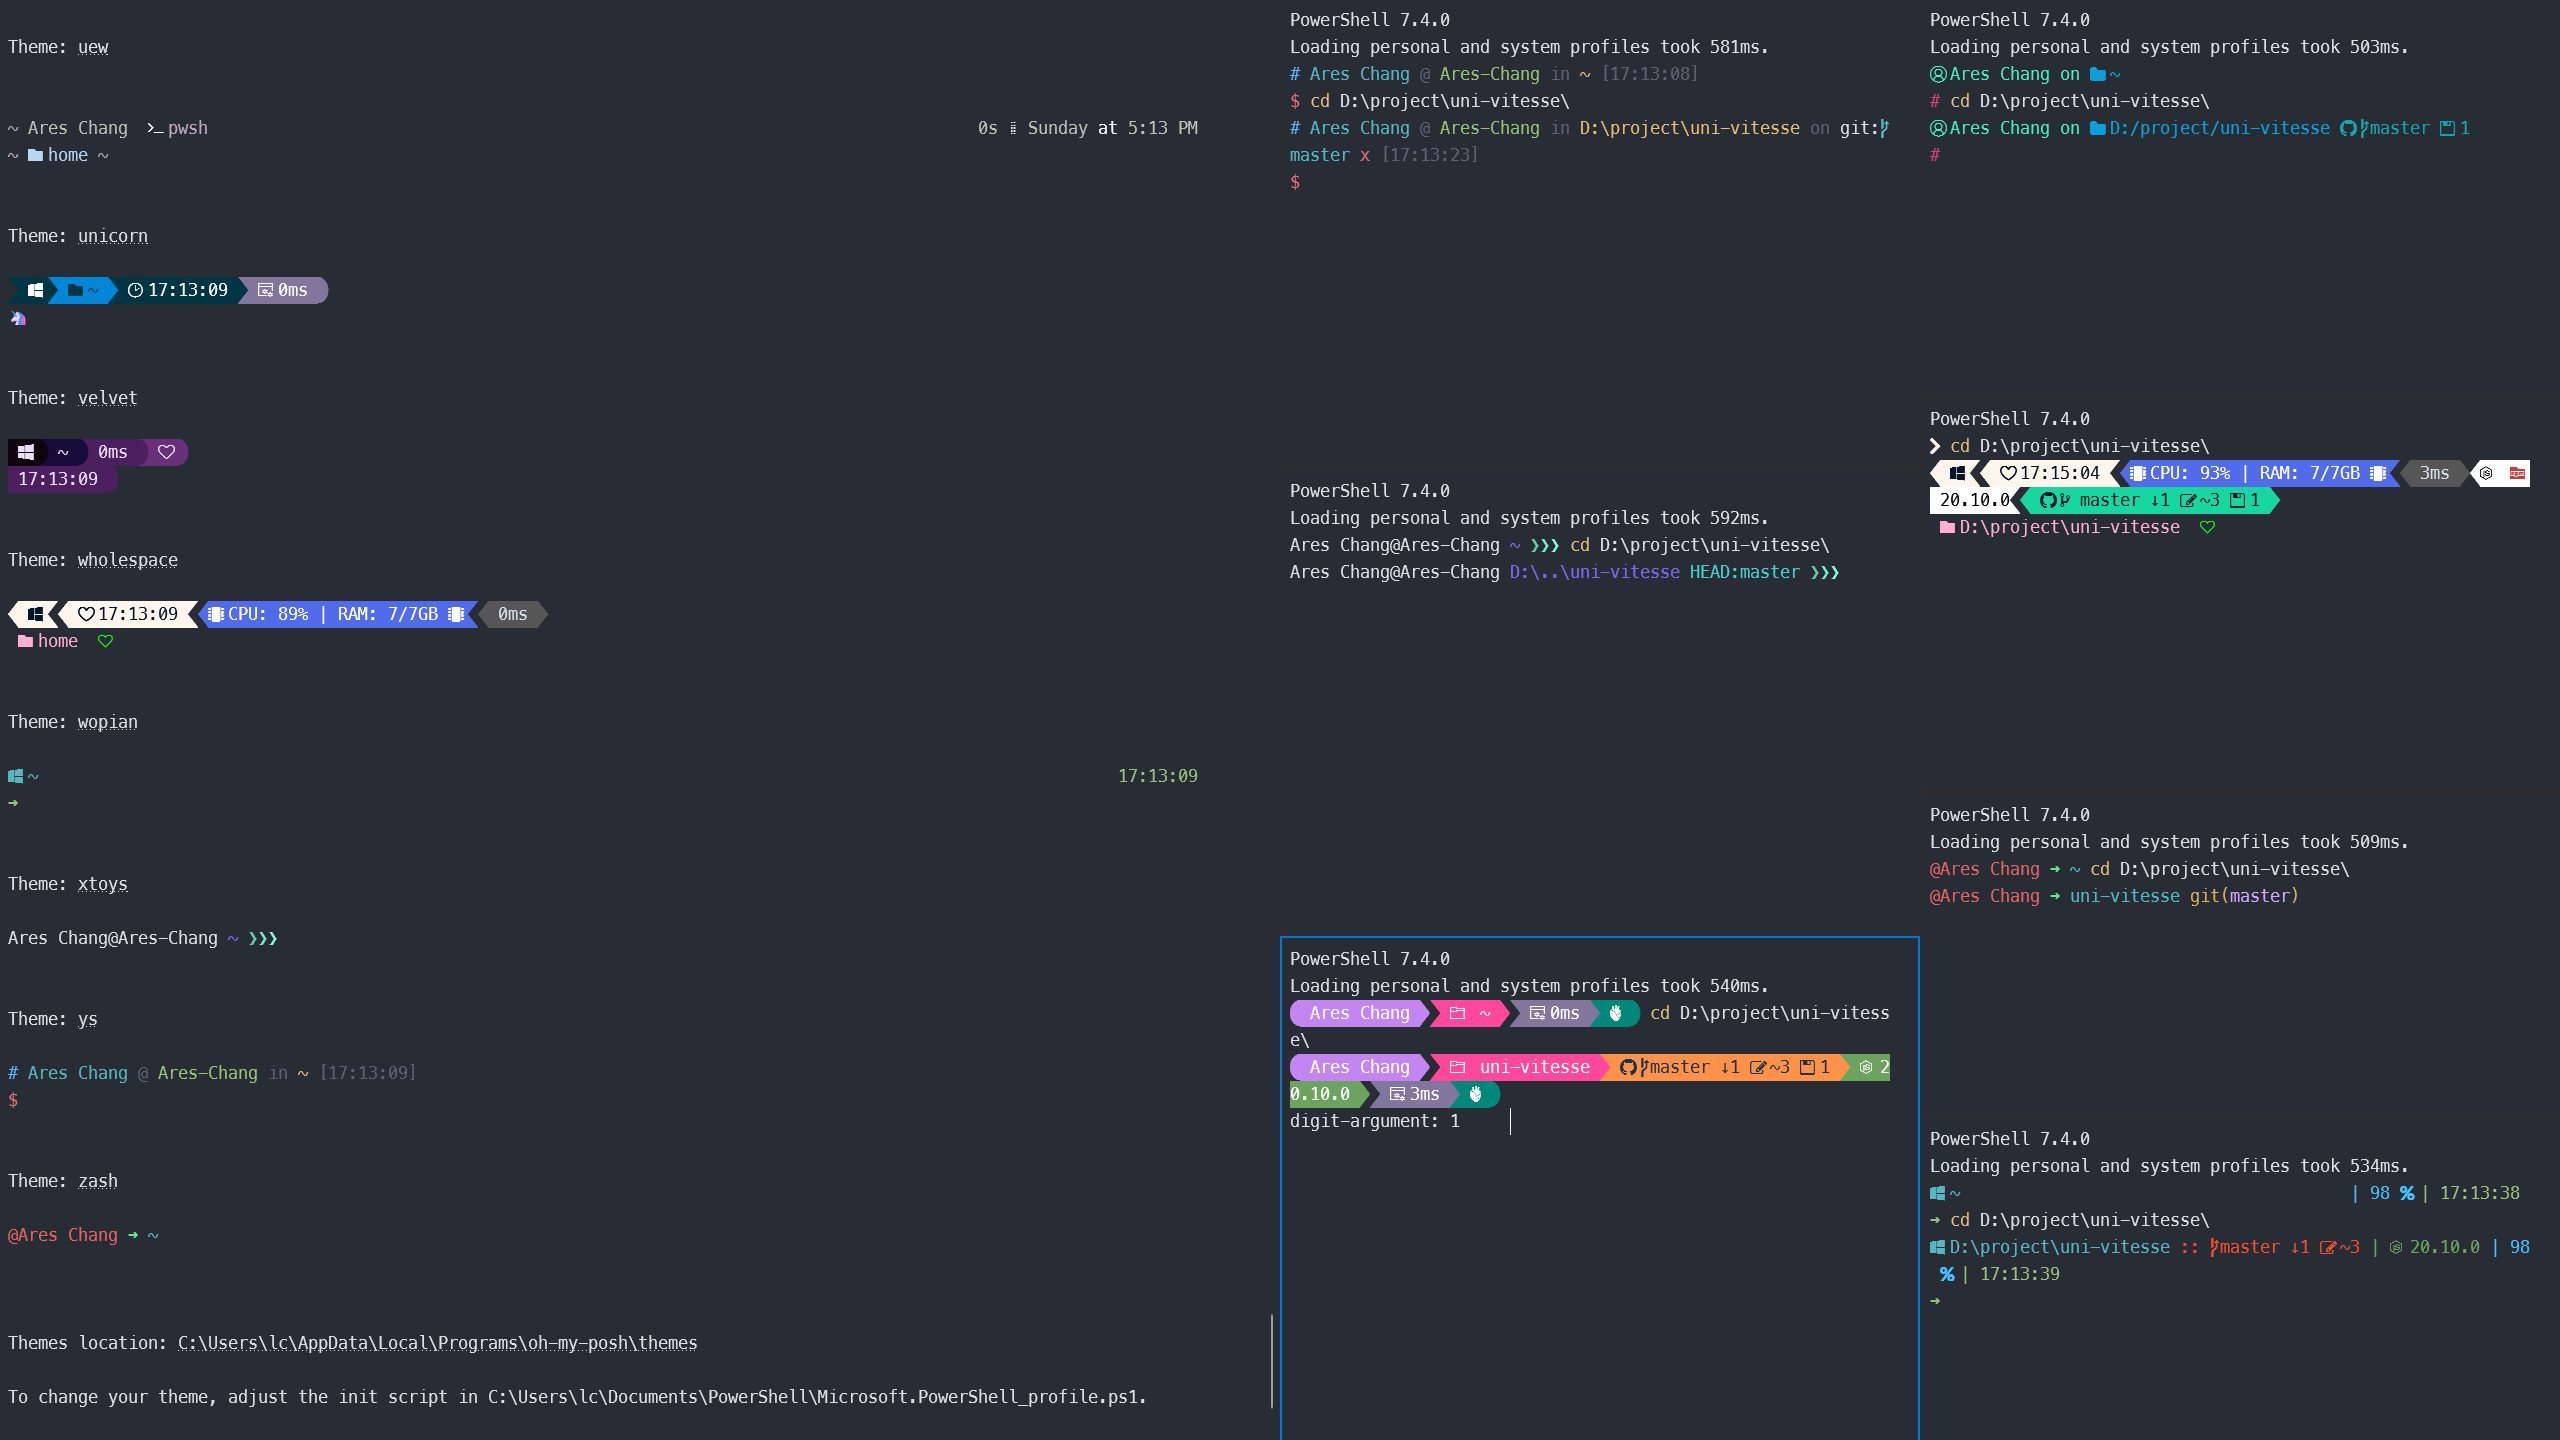 Theme: uew
~ Ares Chang  pwsh  0s  Sunday at 5:13 PM
~ home ~
Theme: unicorn
~ 17:13:09 0ms
Theme: velvet
~ 0ms
17:13:09
Theme: wholespace
17:13:09 CPU: 89% | RAM: 7/7GB 0ms
home
Theme: wopian
~ 17:13:09
➜
Theme: xtoys
Ares Chang@Ares-Chang ~ ❯❯❯
Theme: ys
# Ares Chang @ Ares-Chang in ~ [17:13:09]
$
Theme: zash
@Ares Chang ➜ ~
Themes location: C:\Users\lc\AppData\Local\Programs\oh-my-posh\themes
To change your theme, adjust the init script in C:\Users\lc\Documents\PowerShell\Microsoft.PowerShell_profile.ps1.
PowerShell 7.4.0
Loading personal and system profiles took 581ms.
# Ares Chang @ Ares-Chang in ~ [17:13:08]
$ cd D:\project\uni-vitesse\
# Ares Chang @ Ares-Chang in D:\project\uni-vitesse on git:
master x [17:13:23]
$
PowerShell 7.4.0
Loading personal and system profiles took 592ms.
Ares Chang@Ares-Chang ~ ❯❯❯ cd D:\project\uni-vitesse\
Ares Chang@Ares-Chang D:\..\uni-vitesse HEAD:master ❯❯❯
PowerShell 7.4.0
Loading personal and system profiles took 540ms.
Ares Chang ~ 0ms cd D:\project\uni-vitess
e\
Ares Chang uni-vitesse master ↓1 ~3 1 2
0.10.0 3ms
digit-argument: 1
PowerShell 7.4.0
Loading personal and system profiles took 503ms.
Ares Chang on ~
# cd D:\project\uni-vitesse\
Ares Chang on D:/project/uni-vitesse master 1
#
PowerShell 7.4.0
❯ cd D:\project\uni-vitesse\
17:15:04 CPU: 93% | RAM: 7/7GB 3ms
20.10.0 master ↓1 ~3 1
D:\project\uni-vitesse
PowerShell 7.4.0
Loading personal and system profiles took 509ms.
@Ares Chang ➜ ~ cd D:\project\uni-vitesse\
@Ares Chang ➜ uni-vitesse git(master)
PowerShell 7.4.0
Loading personal and system profiles took 534ms.
~ | 98 % | 17:13:38
➜ cd D:\project\uni-vitesse\
D:\project\uni-vitesse :: master ↓1 ~3 | 20.10.0 | 98
% | 17:13:39
➜